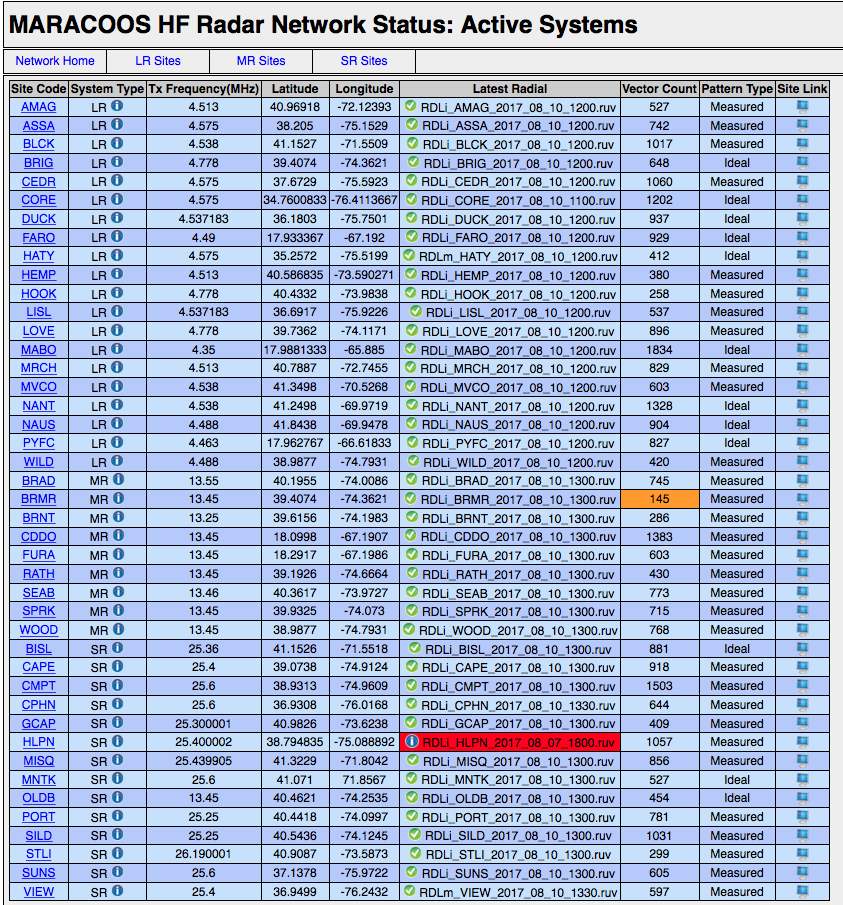 MARACOOS HF Radar Network Status: Active Systems
Network Home LR Sites MR Sites SR Sites
Site Code System Type Tx Frequency(MHz) Latitude Longitude Latest Radial Vector Count Pattern Type Site Link
AMAG LR 4.513 40.96918 -72.12393 RDLi_AMAG_2017_08_10_1200.ruv 527 Measured
ASSA LR 4.575 38.205 -75.1529 RDLi_ASSA_2017_08_10_1200.ruv 742 Measured
BLCK LR 4.538 41.1527 -71.5509 RDLi_BLCK_2017_08_10_1200.ruv 1017 Measured
BRIG LR 4.778 39.4074 -74.3621 RDLi_BRIG_2017_08_10_1200.ruv 648 Ideal
CEDR LR 4.575 37.6729 -75.5923 RDLi_CEDR_2017_08_10_1200.ruv 1060 Measured
CORE LR 4.575 34.7600833 -76.4113667 RDLi_CORE_2017_08_10_1100.ruv 1202 Ideal
DUCK LR 4.537183 36.1803 -75.7501 RDLi_DUCK_2017_08_10_1200.ruv 937 Ideal
FARO LR 4.49 17.933367 -67.192 RDLi_FARO_2017_08_10_1200.ruv 929 Ideal
HATY LR 4.575 35.2572 -75.5199 RDLm_HATY_2017_08_10_1200.ruv 412 Ideal
HEMP LR 4.513 40.586835 -73.590271 RDLi_HEMP_2017_08_10_1200.ruv 380 Measured
HOOK LR 4.778 40.4332 -73.9838 RDLi_HOOK_2017_08_10_1200.ruv 258 Measured
LISL LR 4.537183 36.6917 -75.9226 RDLi_LISL_2017_08_10_1200.ruv 537 Measured
LOVE LR 4.778 39.7362 -74.1171 RDLi_LOVE_2017_08_10_1200.ruv 896 Measured
MABO LR 4.35 17.9881333 -65.885 RDLi_MABO_2017_08_10_1200.ruv 1834 Ideal
MRCH LR 4.513 40.7887 -72.7455 RDLi_MRCH_2017_08_10_1200.ruv 829 Measured
MVCO LR 4.538 41.3498 -70.5268 RDLi_MVCO_2017_08_10_1200.ruv 603 Measured
NANT LR 4.538 41.2498 -69.9719 RDLi_NANT_2017_08_10_1200.ruv 1328 Ideal
NAUS LR 4.488 41.8438 -69.9478 RDLi_NAUS_2017_08_10_1200.ruv 904 Ideal
PYFC LR 4.463 17.962767 -66.61833 RDLi_PYFC_2017_08_10_1200.ruv 827 Ideal
WILD LR 4.488 38.9877 -74.7931 RDLi_WILD_2017_08_10_1200.ruv 420 Measured
BRAD MR 13.55 40.1955 -74.0086 RDLi_BRAD_2017_08_10_1300.ruv 745 Measured
BRMR MR 13.45 39.4074 -74.3621 RDLi_BRMR_2017_08_10_1300.ruv 145 Measured
BRNT MR 13.25 39.6156 -74.1983 RDLi_BRNT_2017_08_10_1300.ruv 286 Measured
CDDO MR 13.45 18.0998 -67.1907 RDLi_CDDO_2017_08_10_1300.ruv 1383 Measured
FURA MR 13.45 18.2917 -67.1986 RDLi_FURA_2017_08_10_1300.ruv 603 Measured
RATH MR 13.45 39.1926 -74.6664 RDLi_RATH_2017_08_10_1300.ruv 430 Measured
SEAB MR 13.46 40.3617 -73.9727 RDLi_SEAB_2017_08_10_1300.ruv 773 Measured
SPRK MR 13.45 39.9325 -74.073 RDLi_SPRK_2017_08_10_1300.ruv 715 Measured
WOOD MR 13.45 38.9877 -74.7931 RDLi_WOOD_2017_08_10_1300.ruv 768 Measured
BISL SR 25.36 41.1526 -71.5518 RDLi_BISL_2017_08_10_1300.ruv 881 Ideal
CAPE SR 25.4 39.0738 -74.9124 RDLi_CAPE_2017_08_10_1300.ruv 918 Measured
CMPT SR 25.6 38.9313 -74.9609 RDLi_CMPT_2017_08_10_1300.ruv 1503 Measured
CPHN SR 25.6 36.9308 -76.0168 RDLi_CPHN_2017_08_10_1330.ruv 644 Measured
GCAP SR 25.300001 40.9826 -73.6238 RDLi_GCAP_2017_08_10_1300.ruv 409 Measured
HLPN SR 25.400002 38.794835 -75.088892 RDLi_HLPN_2017_08_07_1800.ruv 1057 Measured
MISQ SR 25.439905 41.3229 -71.8042 RDLi_MISQ_2017_08_10_1300.ruv 856 Measured
MNTK SR 25.6 41.071 71.8567 RDLi_MNTK_2017_08_10_1300.ruv 527 Ideal
OLDB SR 13.45 40.4621 -74.2535 RDLi_OLDB_2017_08_10_1300.ruv 454 Ideal
PORT SR 25.25 40.4418 -74.0997 RDLi_PORT_2017_08_10_1300.ruv 781 Measured
SILD SR 25.25 40.5436 -74.1245 RDLi_SILD_2017_08_10_1300.ruv 1031 Measured
STLI SR 26.190001 40.9087 -73.5873 RDLi_STLI_2017_08_10_1300.ruv 299 Measured
SUNS SR 25.6 37.1378 -75.9722 RDLi_SUNS_2017_08_10_1300.ruv 605 Measured
VIEW SR 25.4 36.9499 -76.2432 RDLm_VIEW_2017_08_10_1330.ruv 597 Measured